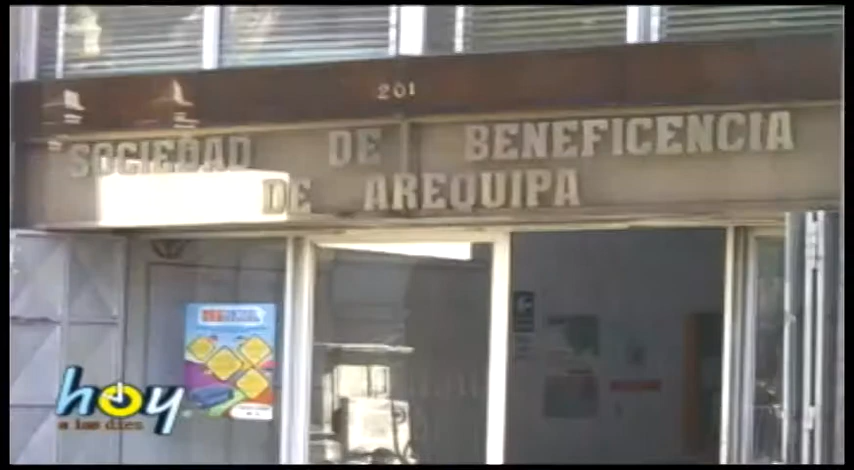 201
SOCIEDAD DE BENEFICENCIA
DE AREQUIPA
hoy
a las diez